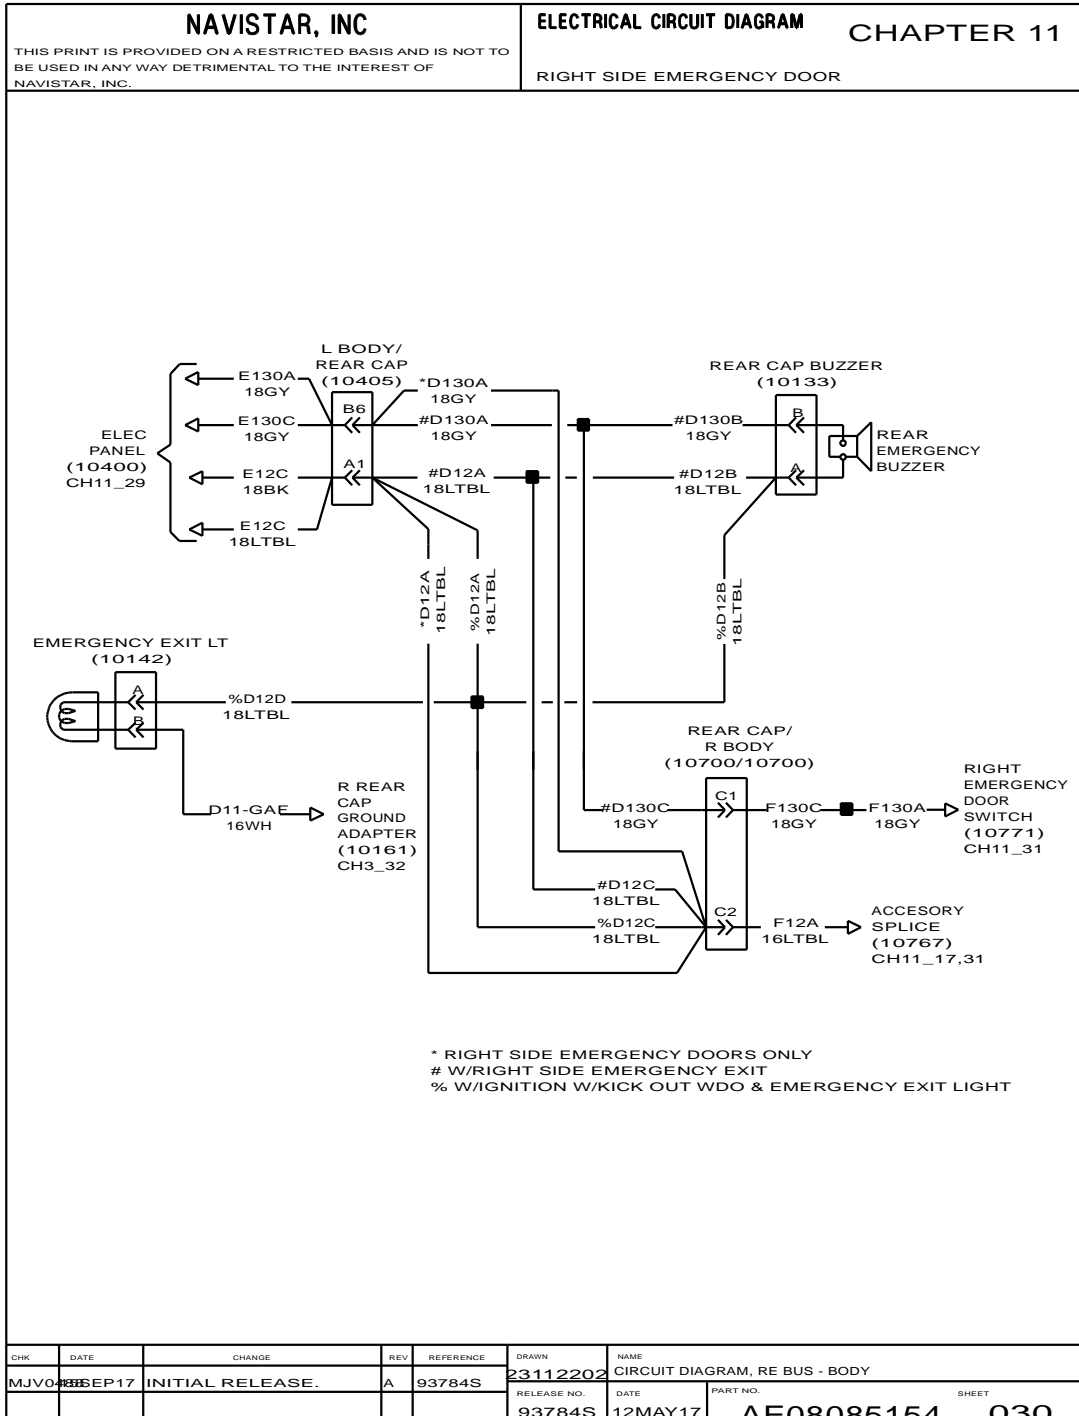 NAVISTAR, INC
THIS PRINT IS PROVIDED ON A RESTRICTED BASIS AND IS NOT TO
BE USED IN ANY WAY DETRIMENTAL TO THE INTEREST OF
NAVISTAR, INC.
ELECTRICAL CIRCUIT DIAGRAM
CHAPTER 11
RIGHT SIDE EMERGENCY DOOR
L BODY/
REAR CAP
(10405)
REAR CAP BUZZER
(10133)
E130A
18GY
*D130A
18GY
E130C
18GY
B6
#D130A
18GY
#D130B
18GY
B
REAR
EMERGENCY
BUZZER
ELEC
PANEL
(10400)
CH11_29
E12C
18BK
A1
#D12A
18LTBL
#D12B
18LTBL
A
E12C
18LTBL
*D12A
18LTBL
%D12A
18LTBL
%D12B
18LTBL
EMERGENCY EXIT LT
(10142)
A
%D12D
18LTBL
B
REAR CAP/
R BODY
(10700/10700)
D11-GAF
16WH
R REAR
CAP
GROUND
ADAPTER
(10161)
CH3_32
#D130C
18GY
C1
F130C
18GY
F130A
18GY
RIGHT
EMERGENCY
DOOR
SWITCH
(10771)
CH11_31
#D12C
18LTBL
%D12C
18LTBL
C2
F12A
16LTBL
ACCESORY
SPLICE
(10767)
CH11_17,31
* RIGHT SIDE EMERGENCY DOORS ONLY
# W/RIGHT SIDE EMERGENCY EXIT
% W/IGNITION W/KICK OUT WDO & EMERGENCY EXIT LIGHT
CHK DATE CHANGE REV REFERENCE
INITIAL RELEASE. A 93784S
DRAWN
23112202
NAME
CIRCUIT DIAGRAM, RE BUS - BODY
RELEASE NO.
93784S
DATE
12MAY17
PART NO.
AE08085154
SHEET
030